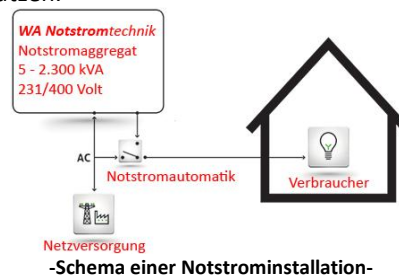 WA Notstromtechnik
Notstromaggregat
5 - 2.300 kVA
231/400 Volt
AC
Notstromautomatik
Verbraucher
Netzversorgung
-Schema einer Notstrominstallation-